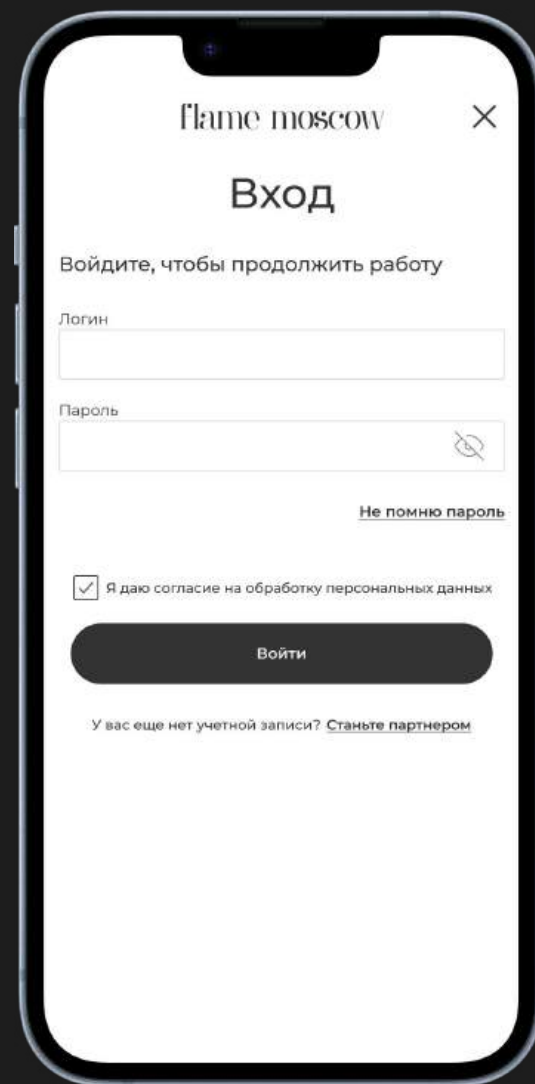 flame moscow
Вход
Войдите, чтобы продолжить работу
Логин
Пароль
Не помню пароль
Я даю согласие на обработку персональных данных
Войти
У вас еще нет учетной записи? Станьте партнером